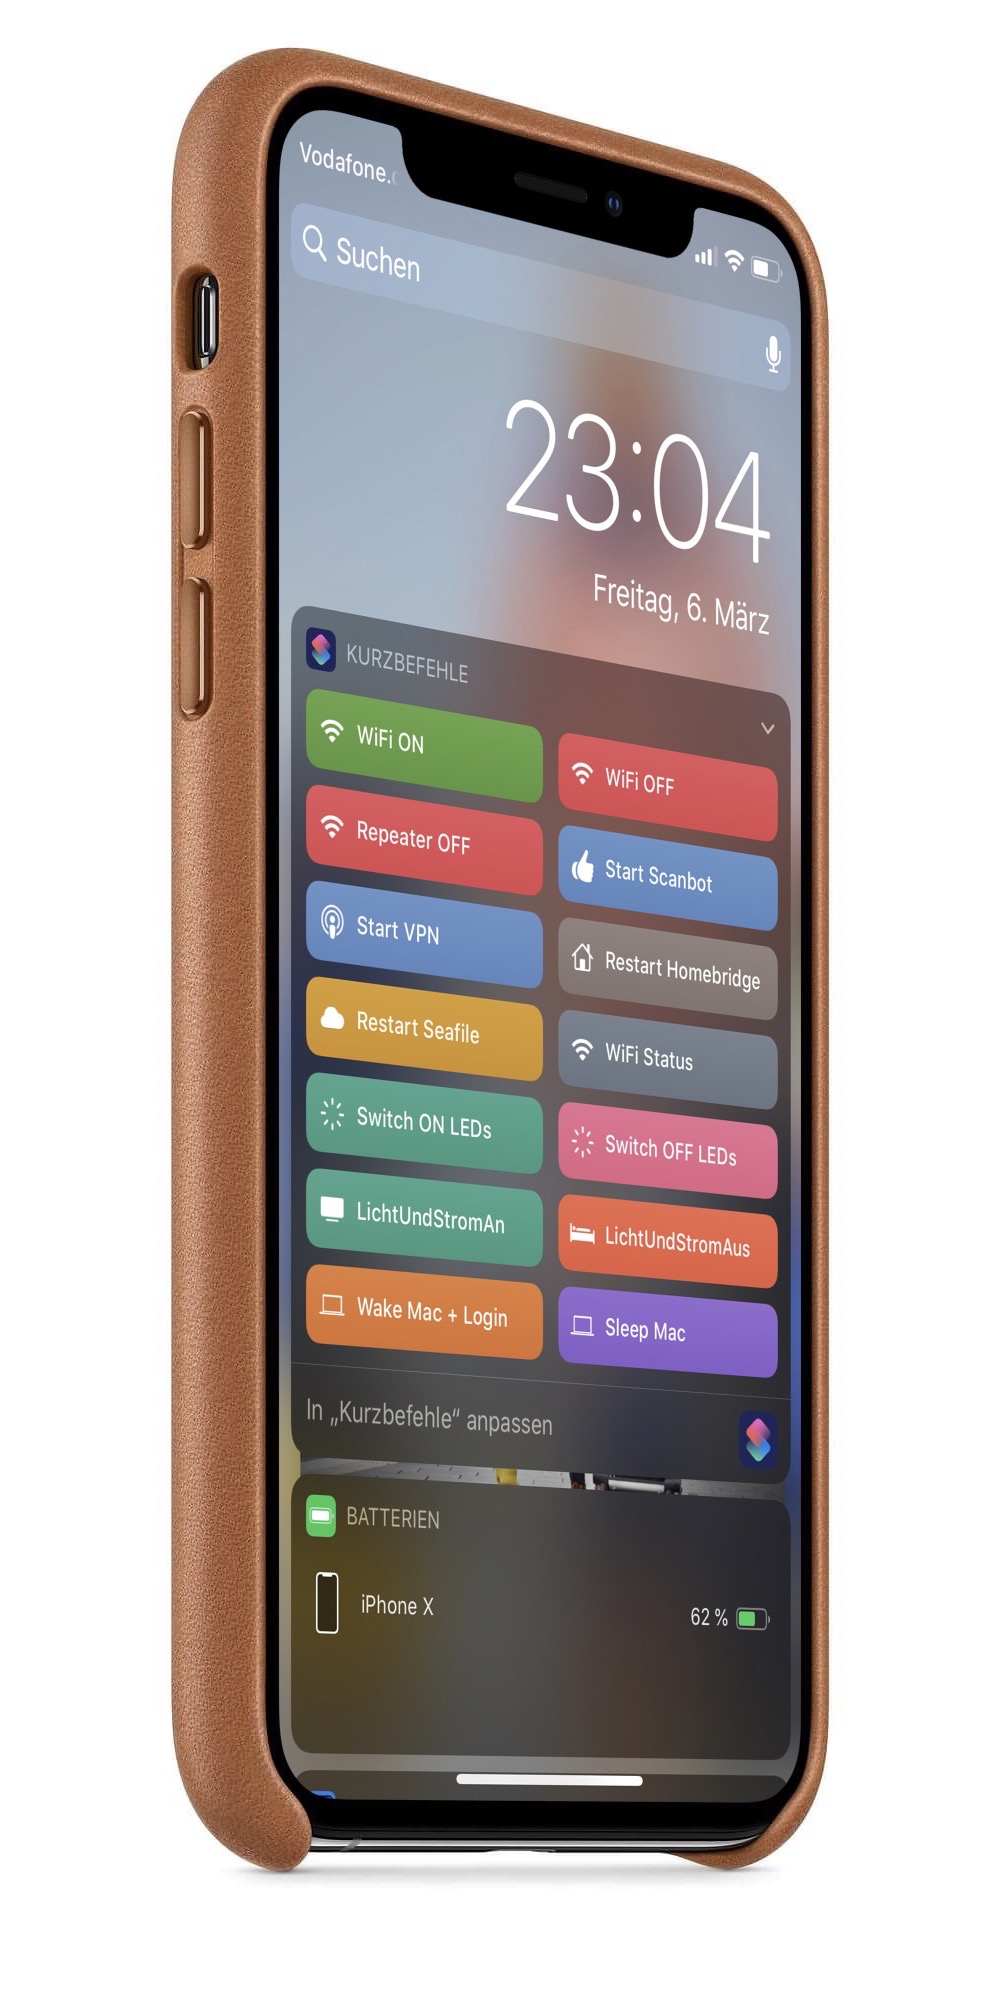 Vodafone.
Suchen
23:04
Freitag, 6. März
KURZBEFEHLE
WiFi ON
WiFi OFF
Repeater OFF
Start Scanbot
Start VPN
Restart Homebridge
Restart Seafile
WiFi Status
Switch ON LEDs
Switch OFF LEDs
LichtUndStromAn
LichtUndStromAus
Wake Mac + Login
Sleep Mac
In „Kurzbefehle“ anpassen
BATTERIEN
iPhone X
62 %